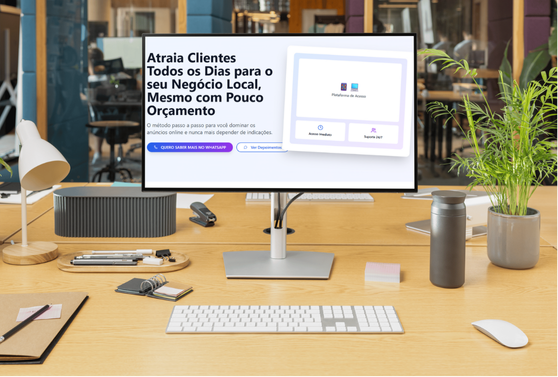 Atraia Clientes
Todos os Dias para o
seu Negócio Local,
Mesmo com Pouco
Orçamento
O método passo a passo para você dominar os
anúncios online e nunca mais depender de indicações.
QUERO SABER MAIS NO WHATSAPP
Ver Depoimentos
Plataforma de Acesso
Acesso Imediato
Suporte 24/7